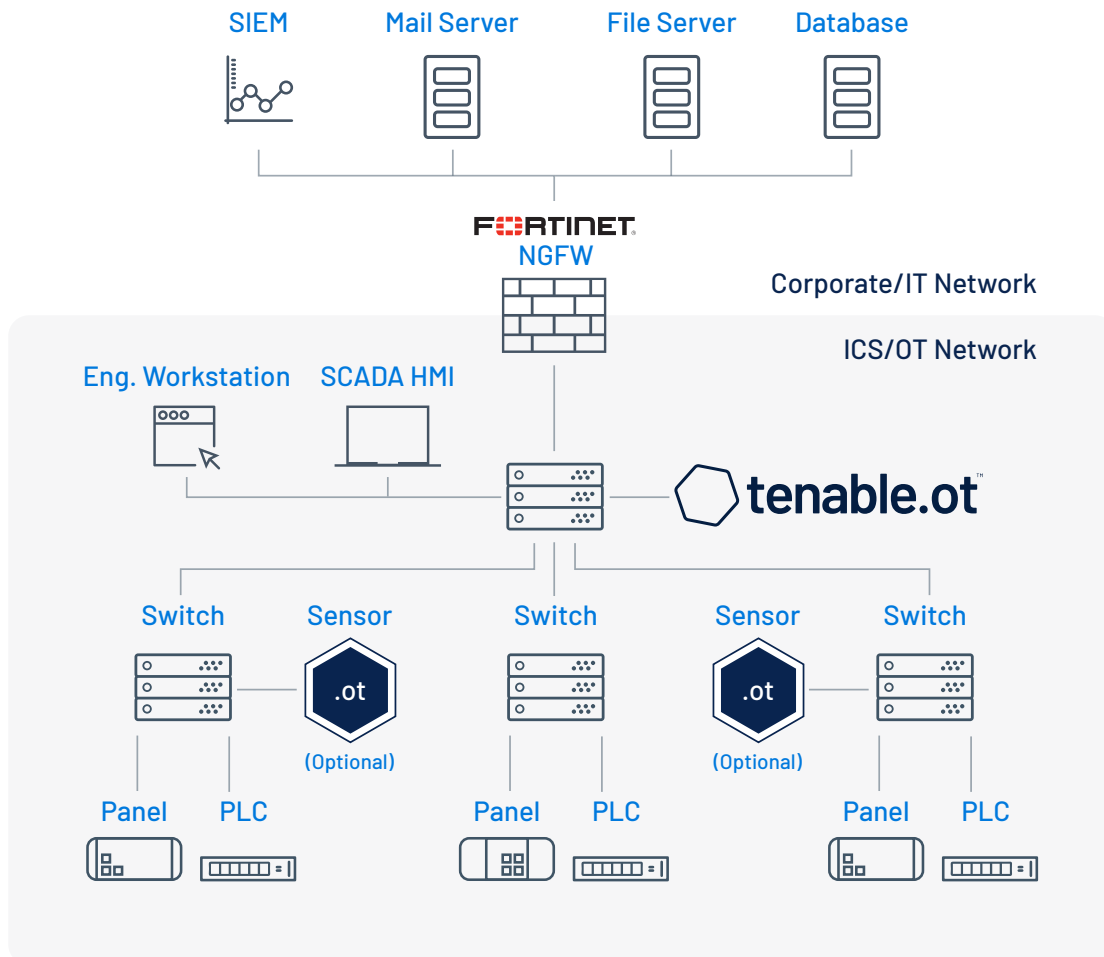 SIEM
Mail Server
File Server
Database
FORTINET®
NGFW
Corporate/IT Network
ICS/OT Network
Eng. Workstation
SCADA HMI
tenable.ot™
Switch
Sensor
Switch
Sensor
Switch
.ot
.ot
(Optional)
(Optional)
Panel
PLC
Panel
PLC
Panel
PLC